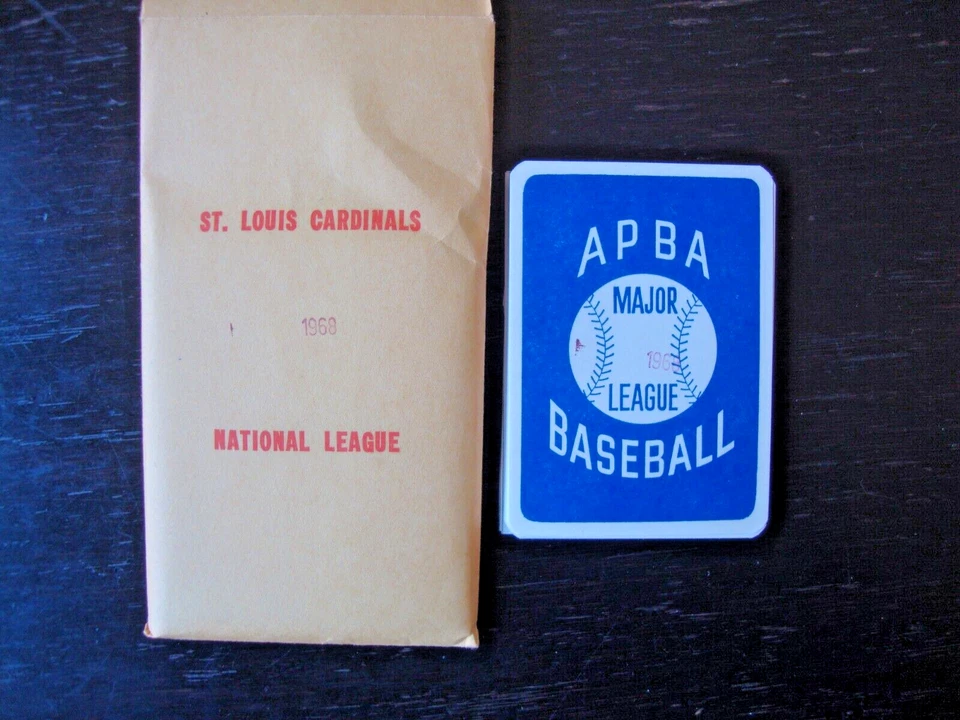 ST. LOUIS CARDINALS
1968
NATIONAL LEAGUE
APBA
MAJOR
LEAGUE
BASEBALL